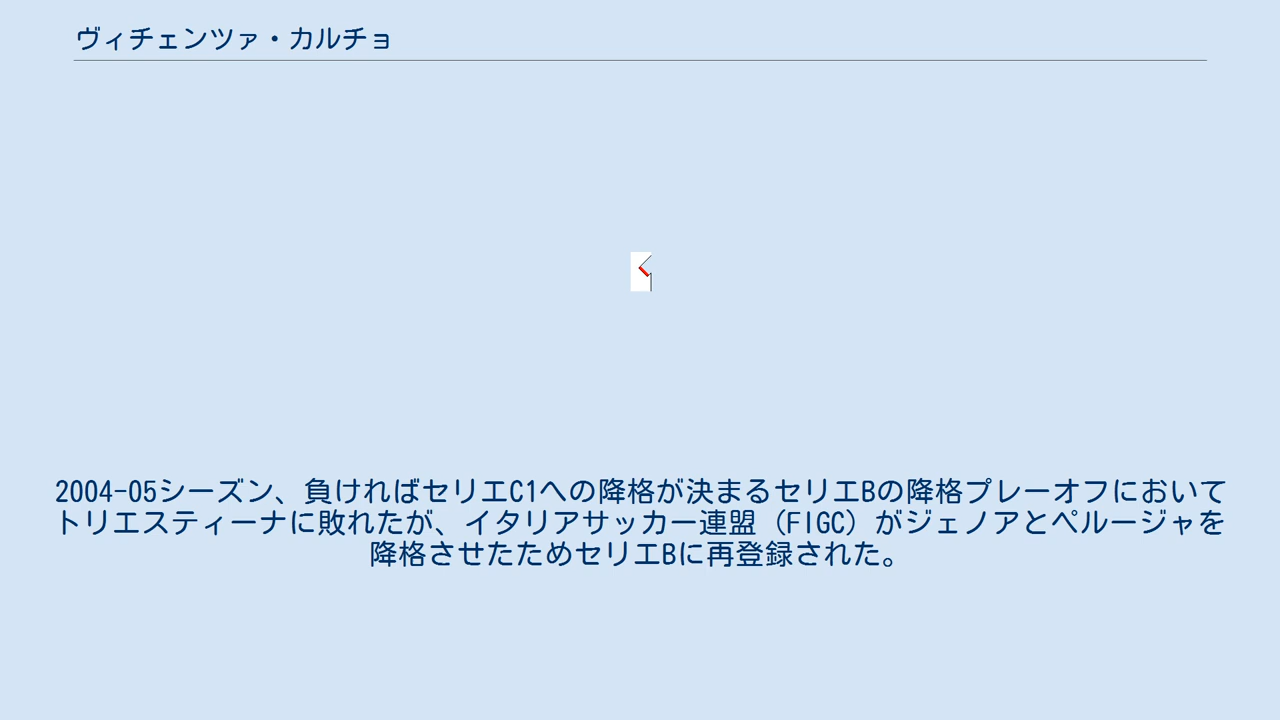 ヴィチェンツァ・カルチョ
2004-05シーズン、負ければセリエC1への降格が決まるセリエBの降格プレーオフにおいて
トリエスティーナに敗れたが、イタリアサッカー連盟（FIGC）がジェノアとペルージャを
降格させたためセリエBに再登録された。